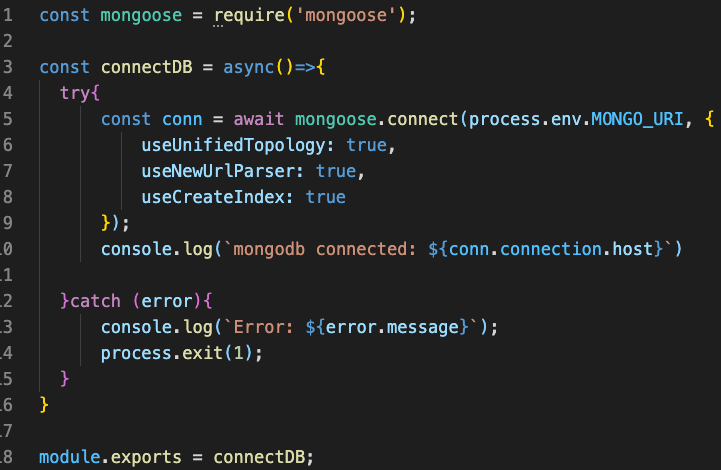 1 const mongoose = require('mongoose');
2
3 const connectDB = async()=>{
4 try{
5 const conn = await mongoose.connect(process.env.MONGO_URI, {
6 useUnifiedTopology: true,
7 useNewUrlParser: true,
8 useCreateIndex: true
9 });
0 console.log(`mongodb connected: ${conn.connection.host}`)
1
2 }catch (error){
3 console.log(`Error: ${error.message}`);
4 process.exit(1);
5 }
6 }
7
8 module.exports = connectDB;